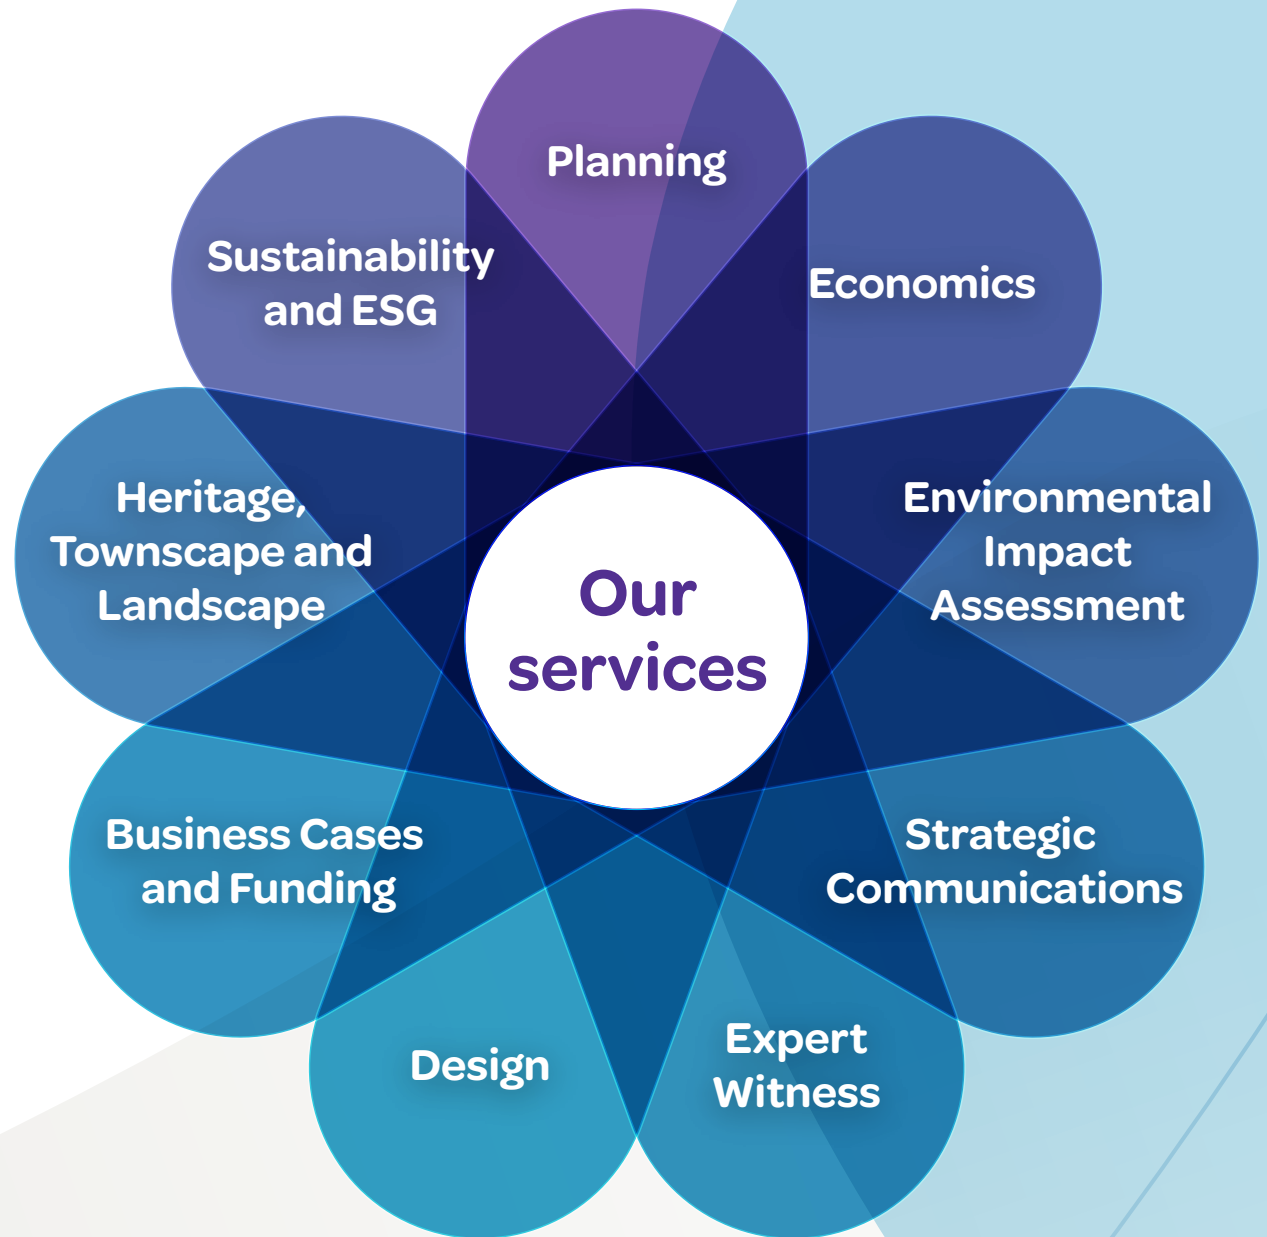 Planning
Economics
Environmental
Impact
Assessment
Strategic
Communications
Expert
Witness
Design
Business Cases
and Funding
Heritage,
Townscape and
Landscape
Sustainability
and ESG
Our
services